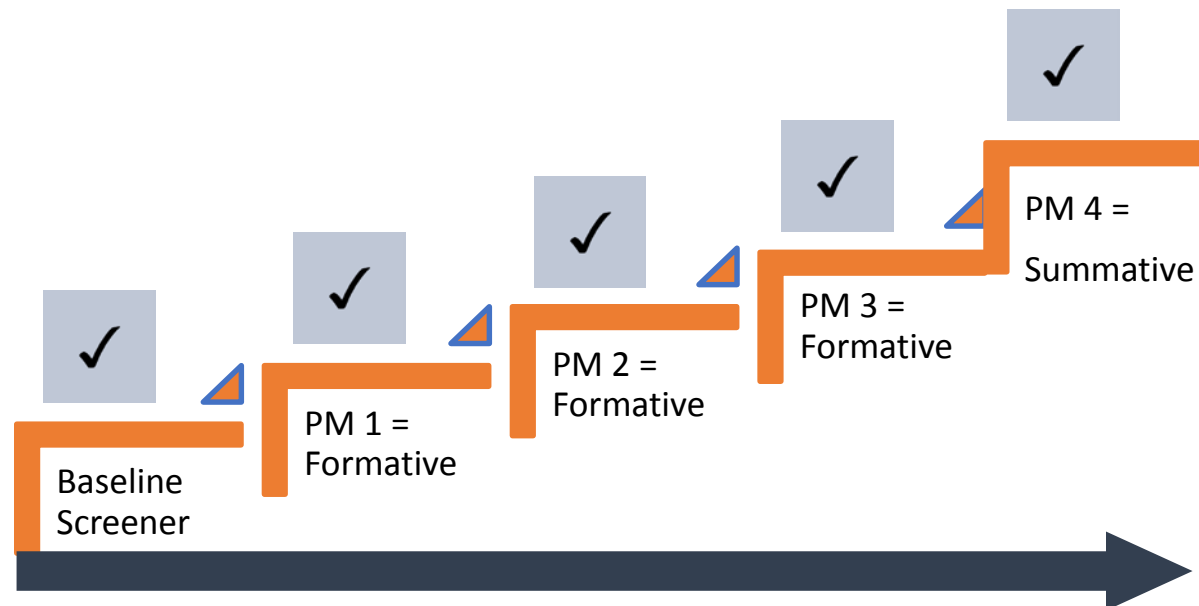 Baseline
Screener
PM 1 =
Formative
PM 2 =
Formative
PM 3 =
Formative
PM 4 =
Summative